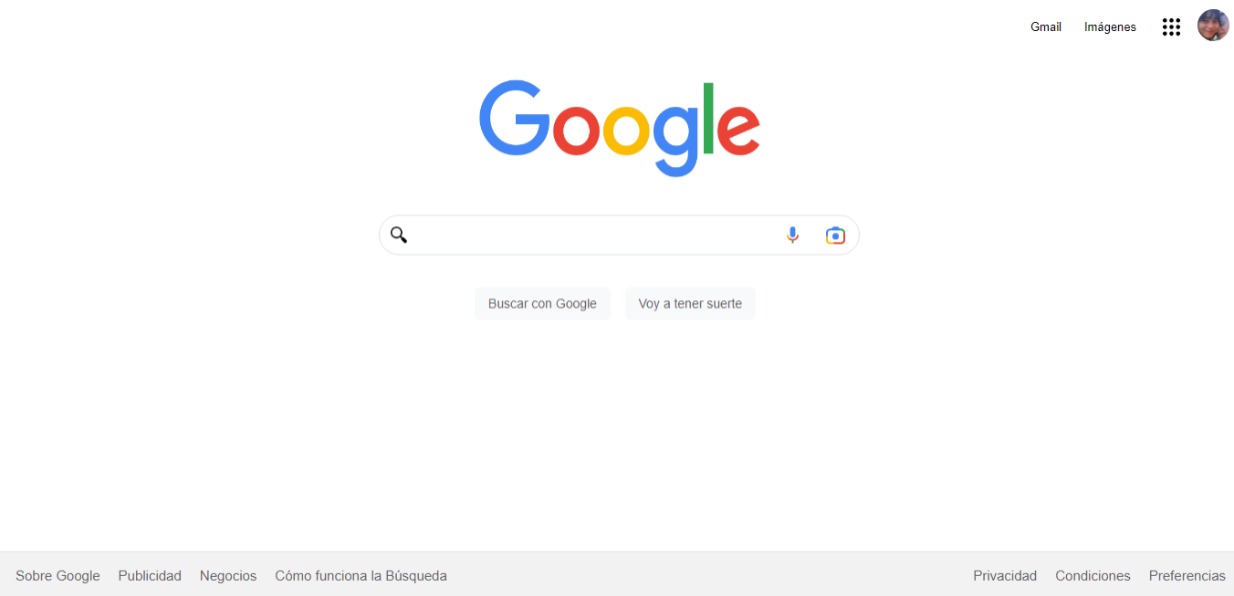 Gmail Imágenes
Google
Buscar con Google Voy a tener suerte
Sobre Google Publicidad Negocios Cómo funciona la Búsqueda Privacidad Condiciones Preferencias